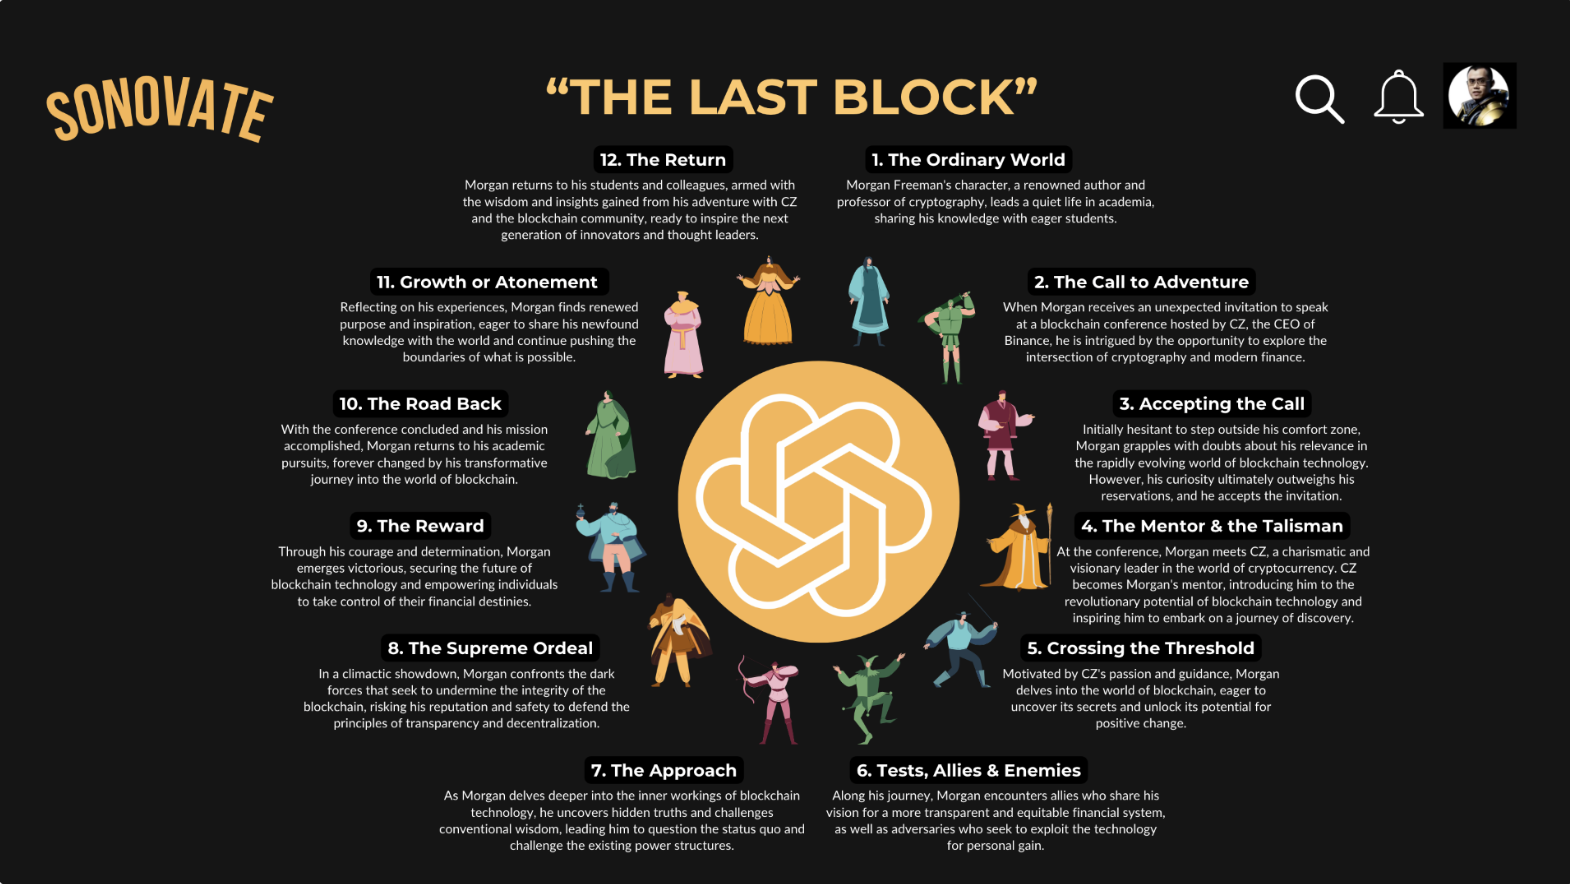 SONOVATE
“THE LAST BLOCK”
12. The Return
Morgan returns to his students and colleagues, armed with
the wisdom and insights gained from his adventure with CZ
and the blockchain community, ready to inspire the next
generation of innovators and thought leaders.
1. The Ordinary World
Morgan Freeman's character, a renowned author and
professor of cryptography, leads a quiet life in academia,
sharing his knowledge with eager students.
11. Growth or Atonement
Reflecting on his experiences, Morgan finds renewed
purpose and inspiration, eager to share his newfound
knowledge with the world and continue pushing the
boundaries of what is possible.
2. The Call to Adventure
When Morgan receives an unexpected invitation to speak
at a blockchain conference hosted by CZ, the CEO of
Binance, he is intrigued by the opportunity to explore the
intersection of cryptography and modern finance.
10. The Road Back
With the conference concluded and his mission
accomplished, Morgan returns to his academic
pursuits, forever changed by his transformative
journey into the world of blockchain.
3. Accepting the Call
Initially hesitant to step outside his comfort zone,
Morgan grapples with doubts about his relevance in
the rapidly evolving world of blockchain technology.
However, his curiosity ultimately outweighs his
reservations, and he accepts the invitation.
9. The Reward
Through his courage and determination, Morgan
emerges victorious, securing the future of
blockchain technology and empowering individuals
to take control of their financial destinies.
4. The Mentor & the Talisman
At the conference, Morgan meets CZ, a charismatic and
visionary leader in the world of cryptocurrency. CZ
becomes Morgan's mentor, introducing him to the
revolutionary potential of blockchain technology and
inspiring him to embark on a journey of discovery.
8. The Supreme Ordeal
In a climactic showdown, Morgan confronts the dark
forces that seek to undermine the integrity of the
blockchain, risking his reputation and safety to defend the
principles of transparency and decentralization.
5. Crossing the Threshold
Motivated by CZ's passion and guidance, Morgan
delves into the world of blockchain, eager to
uncover its secrets and unlock its potential for
positive change.
7. The Approach
As Morgan delves deeper into the inner workings of blockchain
technology, he uncovers hidden truths and challenges
conventional wisdom, leading him to question the status quo and
challenge the existing power structures.
6. Tests, Allies & Enemies
Along his journey, Morgan encounters allies who share his
vision for a more transparent and equitable financial system,
as well as adversaries who seek to exploit the technology
for personal gain.